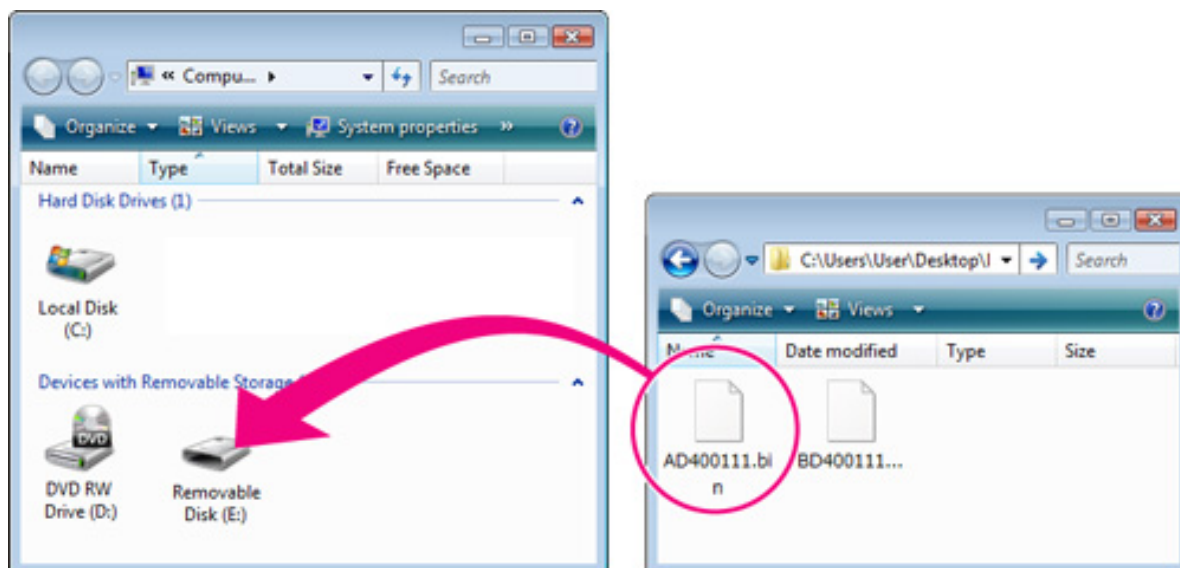 « Compu... ▸
Search
Organize
Views
System properties
»
Name
Type
Total Size
Free Space
Hard Disk Drives (1)
Local Disk
(C:)
Devices with Removable Storage
DVD
DVD RW
Drive (D:)
Removable
Disk (E:)
C:\Users\User\Desktop\
Search
Organize
Views
Name
Date modified
Type
Size
AD400111.bi
n
BD400111...